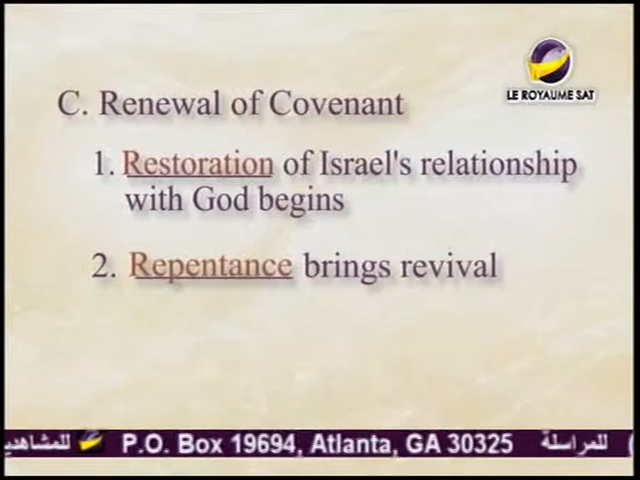 LE ROYAUME SAT
C. Renewal of Covenant
1. Restoration of Israel's relationship
with God begins
2. Repentance brings revival
للمراسلة P.O. Box 19694, Atlanta, GA 30325 للمشاهدي